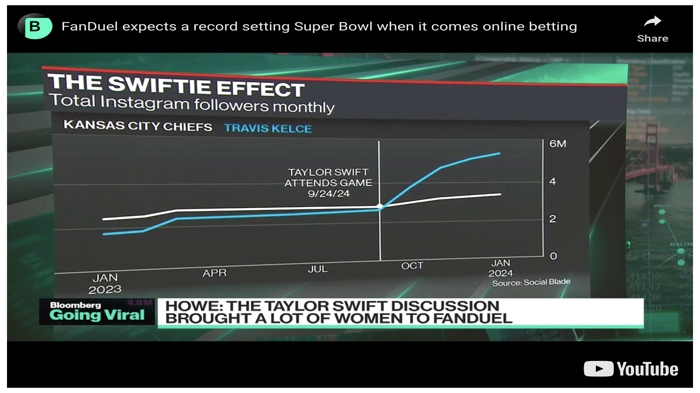 B
FanDuel expects a record setting Super Bowl when it comes online betting
Share
THE SWIFTIE EFFECT
Total Instagram followers monthly
KANSAS CITY CHIEFS TRAVIS KELCE
6M
TAYLOR SWIFT
ATTENDS GAME
9/24/24
4
2
0
JAN
2023
APR
JUL
OCT
JAN
2024
Source: Social Blade
Bloomberg
Going Viral
4.8M
HOWE: THE TAYLOR SWIFT DISCUSSION
BROUGHT A LOT OF WOMEN TO FANDUEL
YouTube